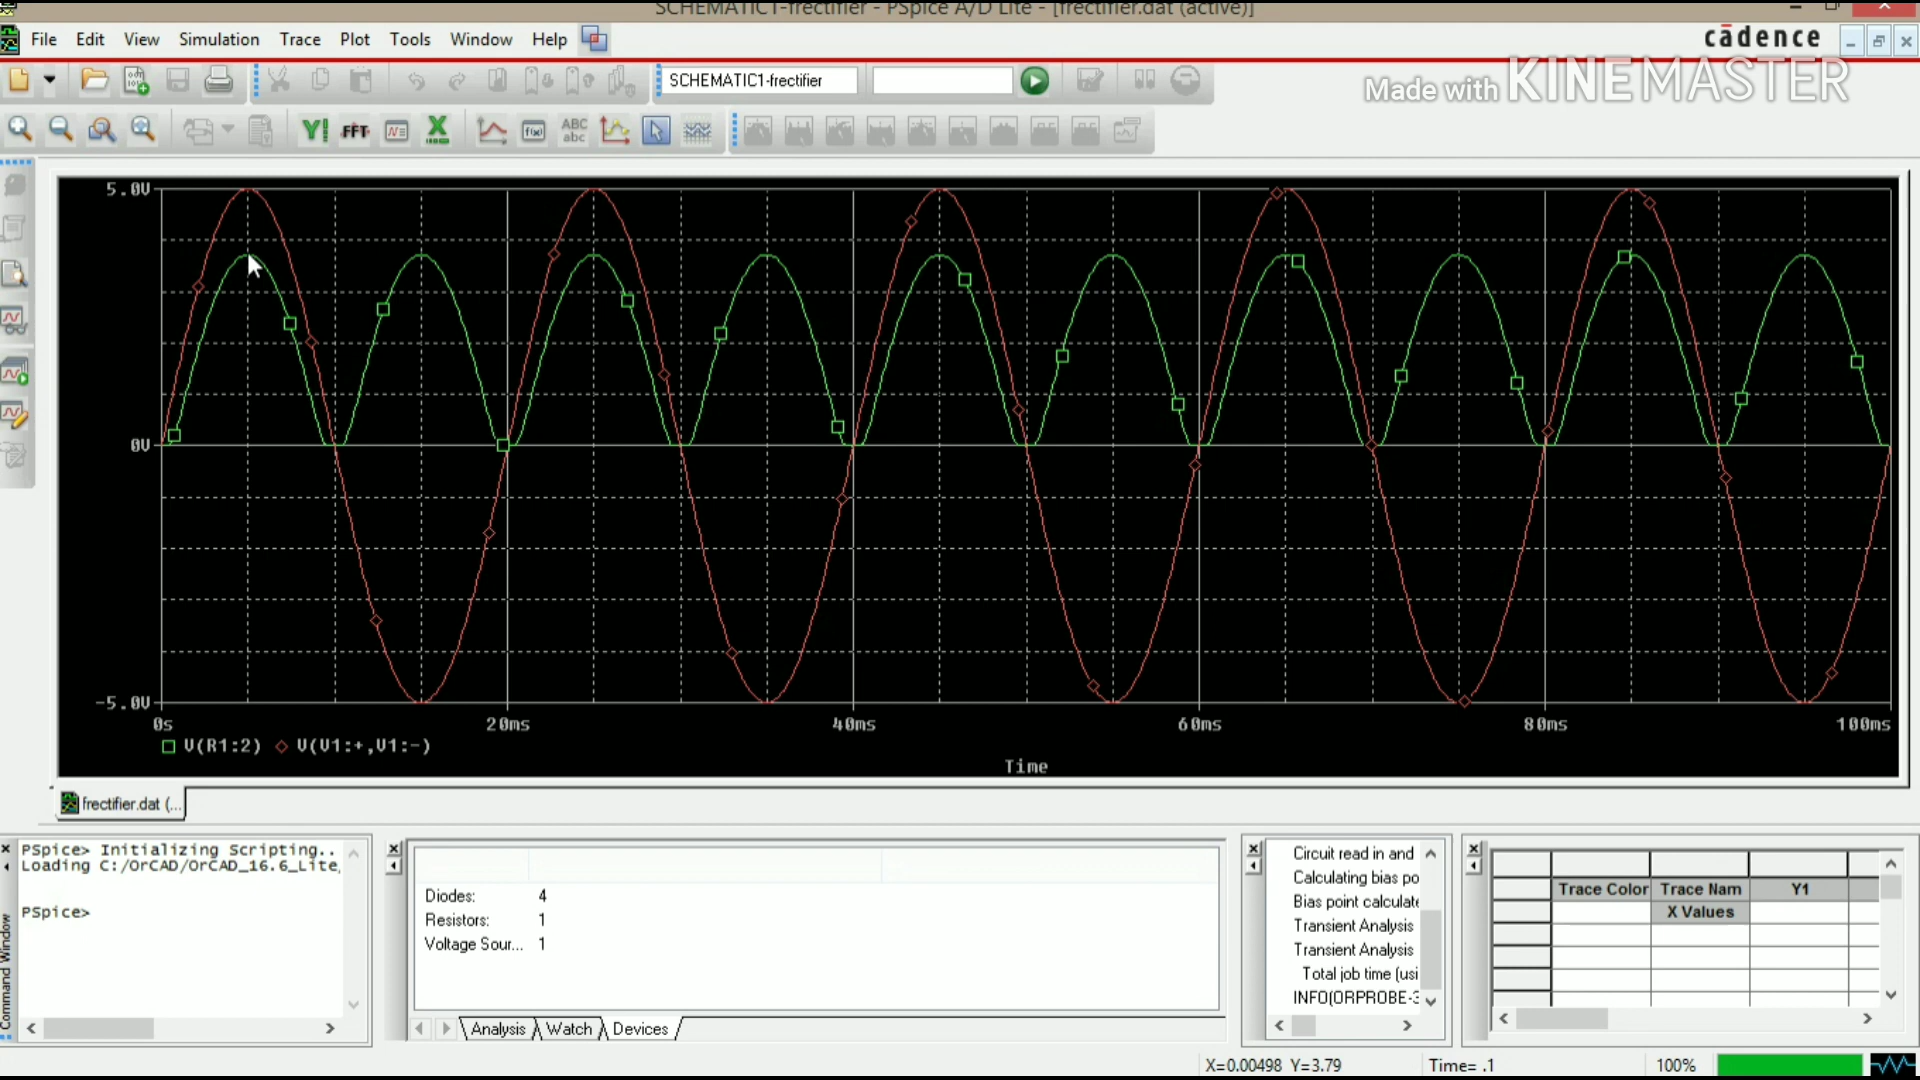 SCHEMATIC1-frectifier - PSpice A/D Lite - [frectifier.dat (active)]
File Edit View Simulation Trace Plot Tools Window Help
cādence
SCHEMATIC1-frectifier
Made with KINEMASTER
FFT
f(x)
ABC
abc
5.0V
0V
-5.0V
0s 20ms 40ms 60ms 80ms 100ms
V(R1:2) V(V1:+,V1:-)
Time
frectifier.dat (...
PSpice> Initializing Scripting..
Loading C:/OrCAD/OrCAD_16.6_Lite,
PSpice>
Command Window
Diodes: 4
Resistors: 1
Voltage Sour... 1
Analysis Watch Devices
Circuit read in and
Calculating bias po
Bias point calculate
Transient Analysis
Transient Analysis
Total job time (usi
INFO(ORPROBE-3
Trace Color Trace Nam Y1
X Values
X=0.00498 Y=3.79 Time= .1 100%